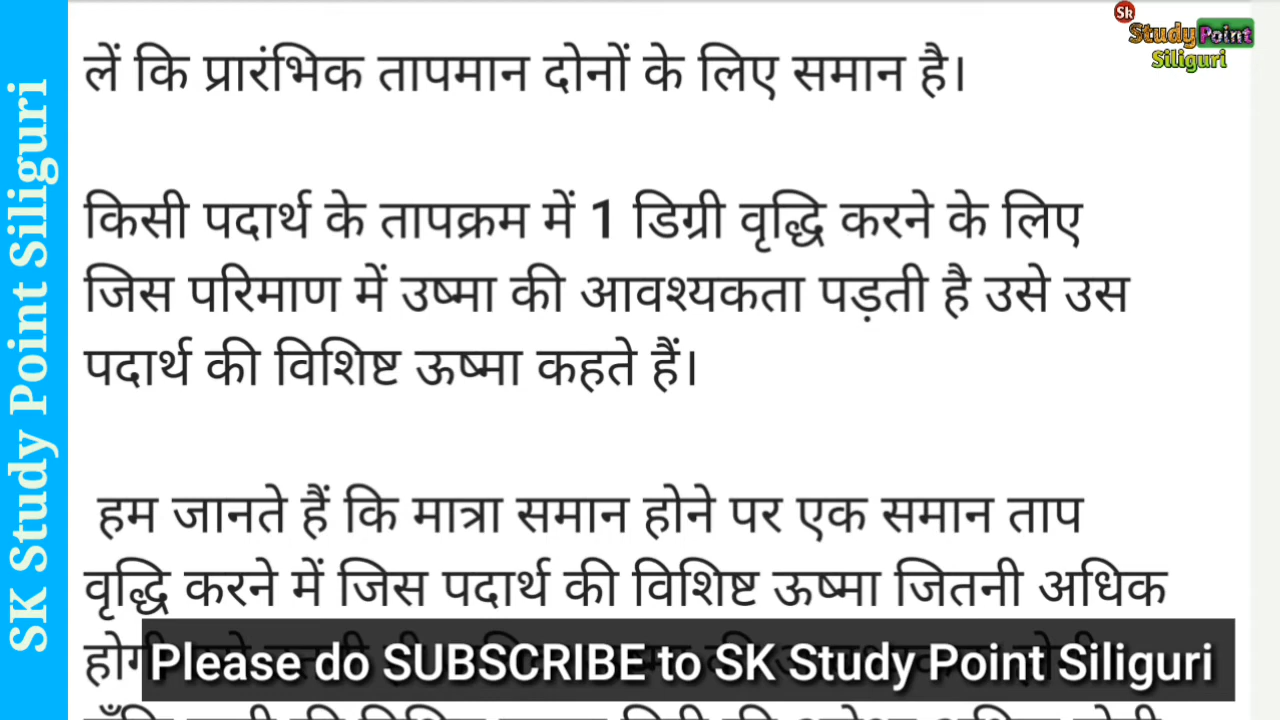 Sk
Study Point
Siliguri
SK Study Point Siliguri
लें कि प्रारंभिक तापमान दोनों के लिए समान है।
किसी पदार्थ के तापक्रम में 1 डिग्री वृद्धि करने के लिए
जिस परिमाण में उष्मा की आवश्यकता पड़ती है उसे उस
पदार्थ की विशिष्ट ऊष्मा कहते हैं।
हम जानते हैं कि मात्रा समान होने पर एक समान ताप
वृद्धि करने में जिस पदार्थ की विशिष्ट ऊष्मा जितनी अधिक
Please do SUBSCRIBE to SK Study Point Siliguri